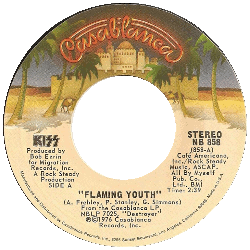 Casablanca
KISS
Produced by
Bob Ezrin
for Migration
Records, Inc.
A Rock Steady
Production
SIDE A
STEREO
NB 858
(858-A)
Cafe Americana,
Inc./Rock Steady
Music, ASCAP,
All By Myself
Pub. Co.,
Ltd., BMI
Time: 2:39
"FLAMING YOUTH"
(A. Frehley, P. Stanley, G. Simmons)
From the Casablanca LP,
NBLP 7025, "Destroyer"
℗©1976 Casablanca
Records, Inc.